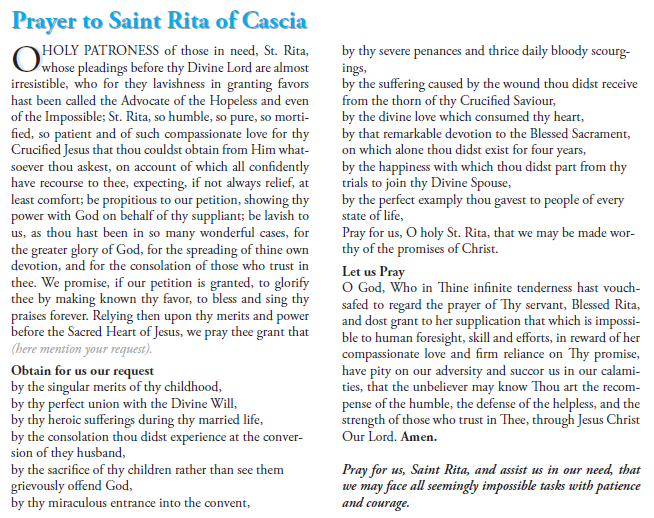 Prayer to Saint Rita of Cascia
O HOLY PATRONESS of those in need, St. Rita,
whose pleadings before thy Divine Lord are almost
irresistible, who for they lavishness in granting favors
hast been called the Advocate of the Hopeless and even
of the Impossible; St. Rita, so humble, so pure, so morti-
fied, so patient and of such compassionate love for thy
Crucified Jesus that thou couldst obtain from Him what-
soever thou askest, on account of which all confidently
have recourse to thee, expecting, if not always relief, at
least comfort; be propitious to our petition, showing thy
power with God on behalf of thy suppliant; be lavish to
us, as thou hast been in so many wonderful cases, for
the greater glory of God, for the spreading of thine own
devotion, and for the consolation of those who trust in
thee. We promise, if our petition is granted, to glorify
thee by making known thy favor, to bless and sing thy
praises forever. Relying then upon thy merits and power
before the Sacred Heart of Jesus, we pray thee grant that
(here mention your request).
Obtain for us our request
by the singular merits of thy childhood,
by thy perfect union with the Divine Will,
by thy heroic sufferings during thy married life,
by the consolation thou didst experience at the conver-
sion of they husband,
by the sacrifice of thy children rather than see them
grievously offend God,
by thy miraculous entrance into the convent,
by thy severe penances and thrice daily bloody scourg-
ings,
by the suffering caused by the wound thou didst receive
from the thorn of thy Crucified Saviour,
by the divine love which consumed thy heart,
by that remarkable devotion to the Blessed Sacrament,
on which alone thou didst exist for four years,
by the happiness with which thou didst part from thy
trials to join thy Divine Spouse,
by the perfect examply thou gavest to people of every
state of life,
Pray for us, O holy St. Rita, that we may be made wor-
thy of the promises of Christ.
Let us Pray
O God, Who in Thine infinite tenderness hast vouch-
safed to regard the prayer of Thy servant, Blessed Rita,
and dost grant to her supplication that which is impossi-
ble to human foresight, skill and efforts, in reward of her
compassionate love and firm reliance on Thy promise,
have pity on our adversity and succor us in our calami-
ties, that the unbeliever may know Thou art the recom-
pense of the humble, the defense of the helpless, and the
strength of those who trust in Thee, through Jesus Christ
Our Lord. Amen.
Pray for us, Saint Rita, and assist us in our need, that
we may face all seemingly impossible tasks with patience
and courage.